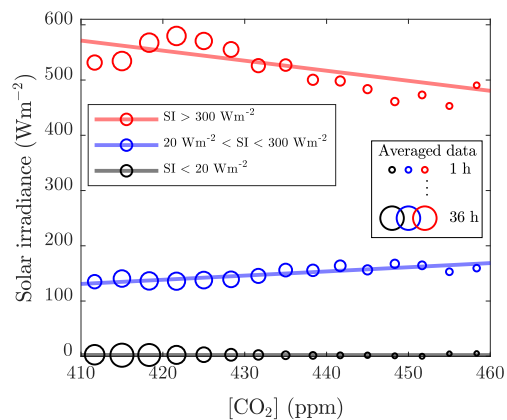 600
500
400
300
200
100
0
410
420
430
440
450
460
Solar irradiance (Wm⁻²)
[CO₂] (ppm)
SI > 300 Wm⁻²
20 Wm⁻² < SI < 300 Wm⁻²
SI < 20 Wm⁻²
Averaged data
1 h
36 h